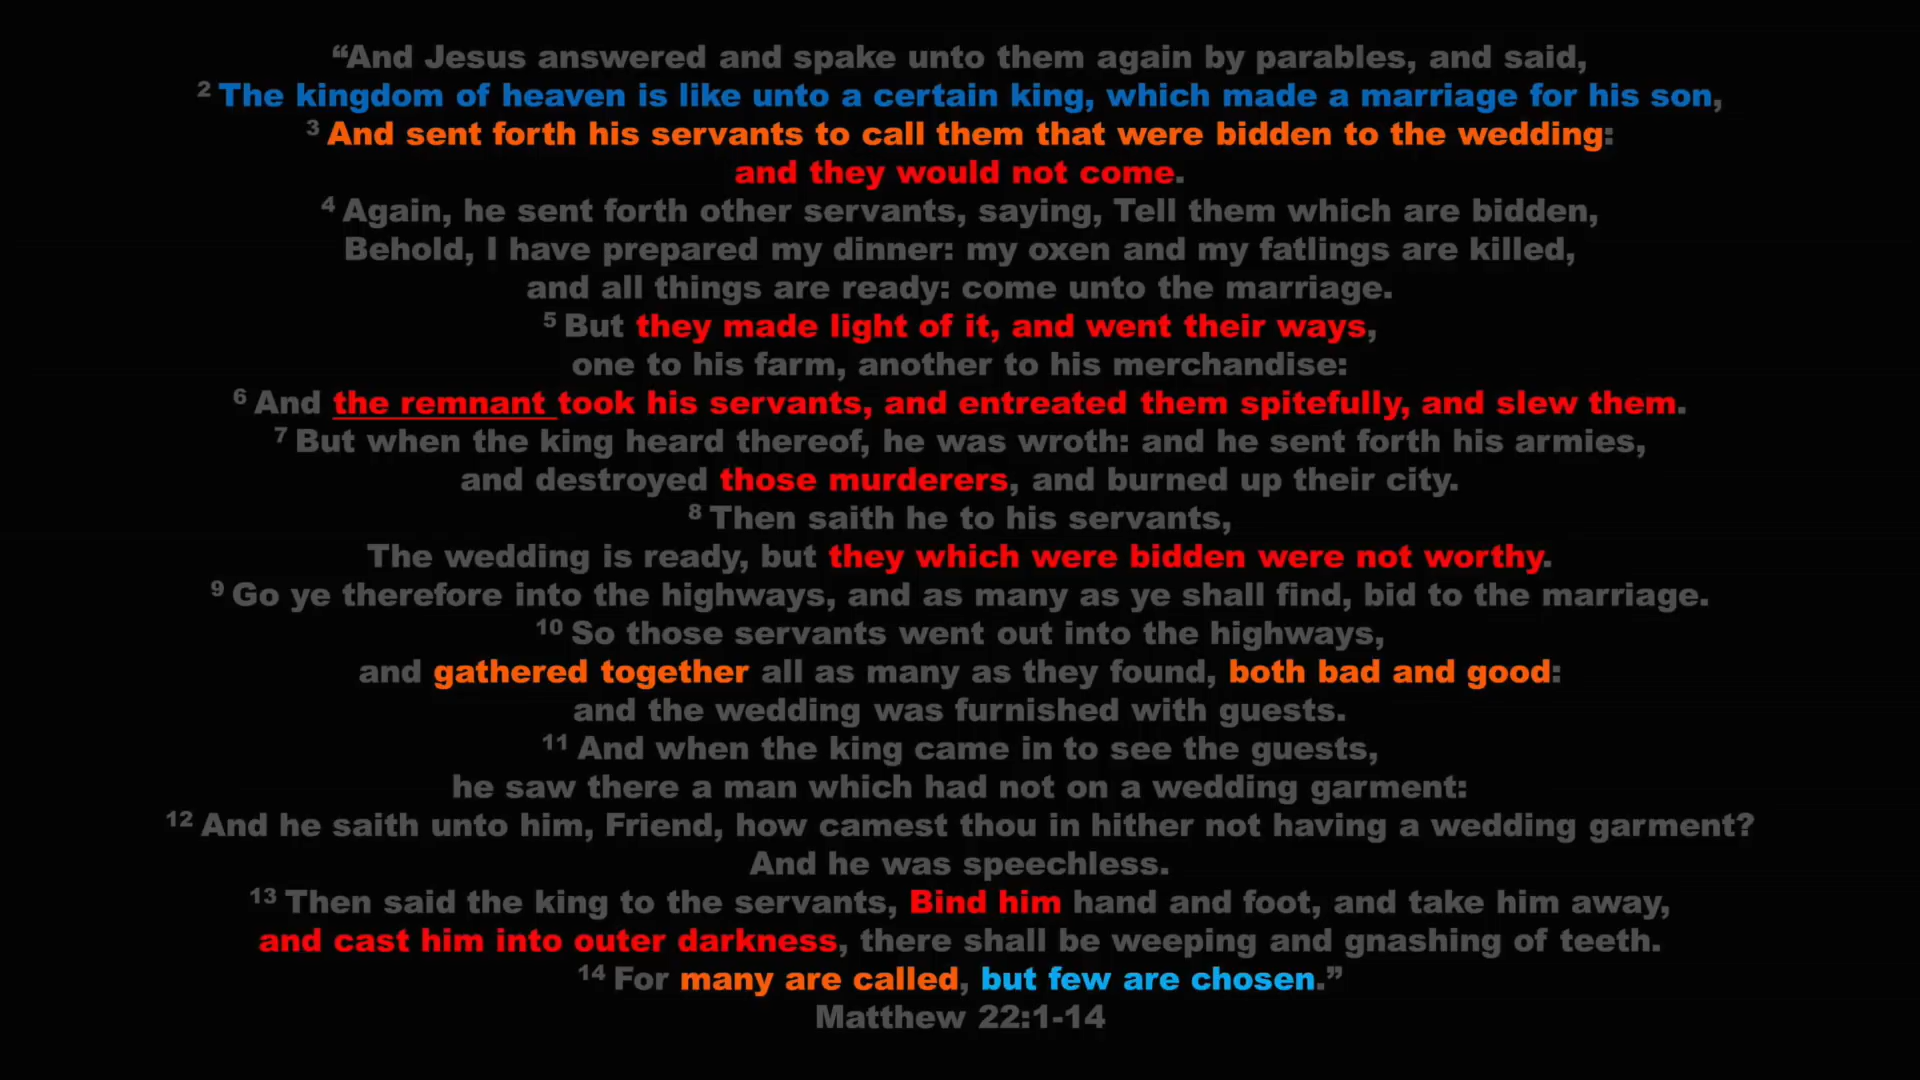 “And Jesus answered and spake unto them again by parables, and said,
2 The kingdom of heaven is like unto a certain king, which made a marriage for his son,
3 And sent forth his servants to call them that were bidden to the wedding:
and they would not come.
4 Again, he sent forth other servants, saying, Tell them which are bidden,
Behold, I have prepared my dinner: my oxen and my fatlings are killed,
and all things are ready: come unto the marriage.
5 But they made light of it, and went their ways,
one to his farm, another to his merchandise:
6 And the remnant took his servants, and entreated them spitefully, and slew them.
7 But when the king heard thereof, he was wroth: and he sent forth his armies,
and destroyed those murderers, and burned up their city.
8 Then saith he to his servants,
The wedding is ready, but they which were bidden were not worthy.
9 Go ye therefore into the highways, and as many as ye shall find, bid to the marriage.
10 So those servants went out into the highways,
and gathered together all as many as they found, both bad and good:
and the wedding was furnished with guests.
11 And when the king came in to see the guests,
he saw there a man which had not on a wedding garment:
12 And he saith unto him, Friend, how camest thou in hither not having a wedding garment?
And he was speechless.
13 Then said the king to the servants, Bind him hand and foot, and take him away,
and cast him into outer darkness, there shall be weeping and gnashing of teeth.
14 For many are called, but few are chosen.”
Matthew 22:1-14